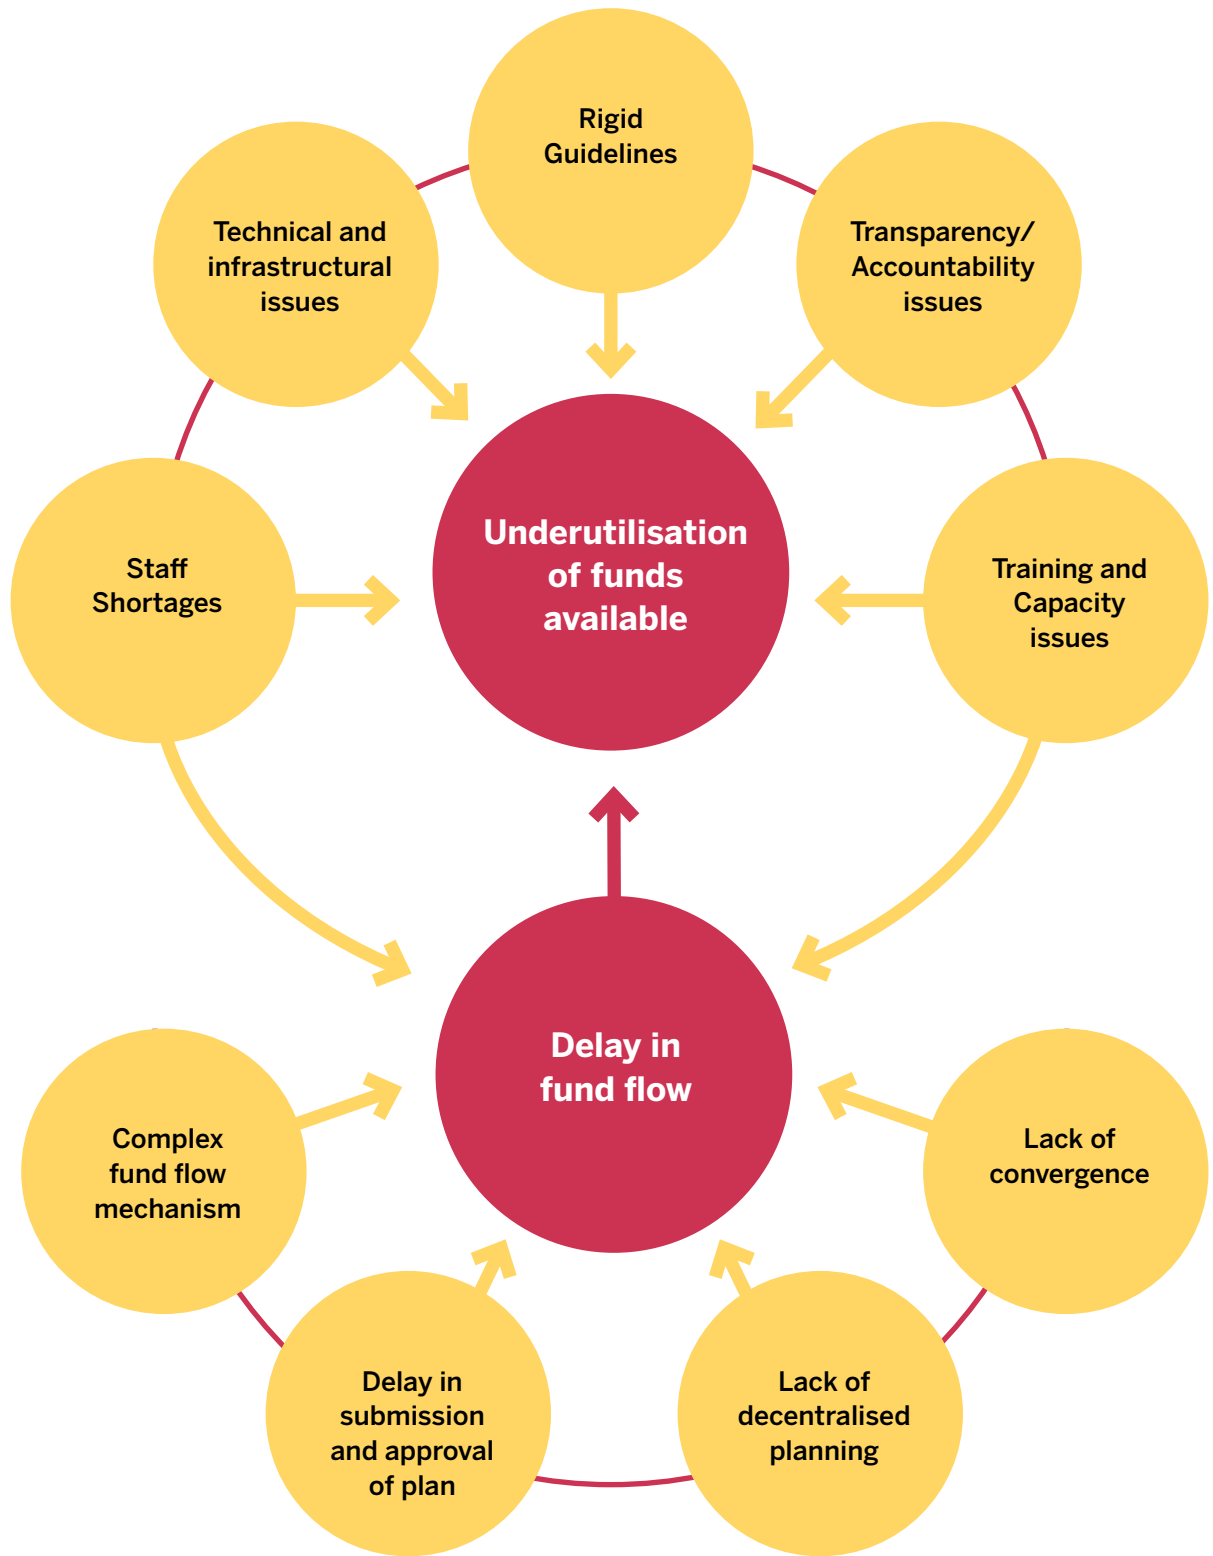 Rigid
Guidelines
Technical and
infrastructural
issues
Transparency/
Accountability
issues
Staff
Shortages
Underutilisation
of funds
available
Training and
Capacity
issues
Delay in
fund flow
Complex
fund flow
mechanism
Lack of
convergence
Delay in
submission
and approval
of plan
Lack of
decentralised
planning